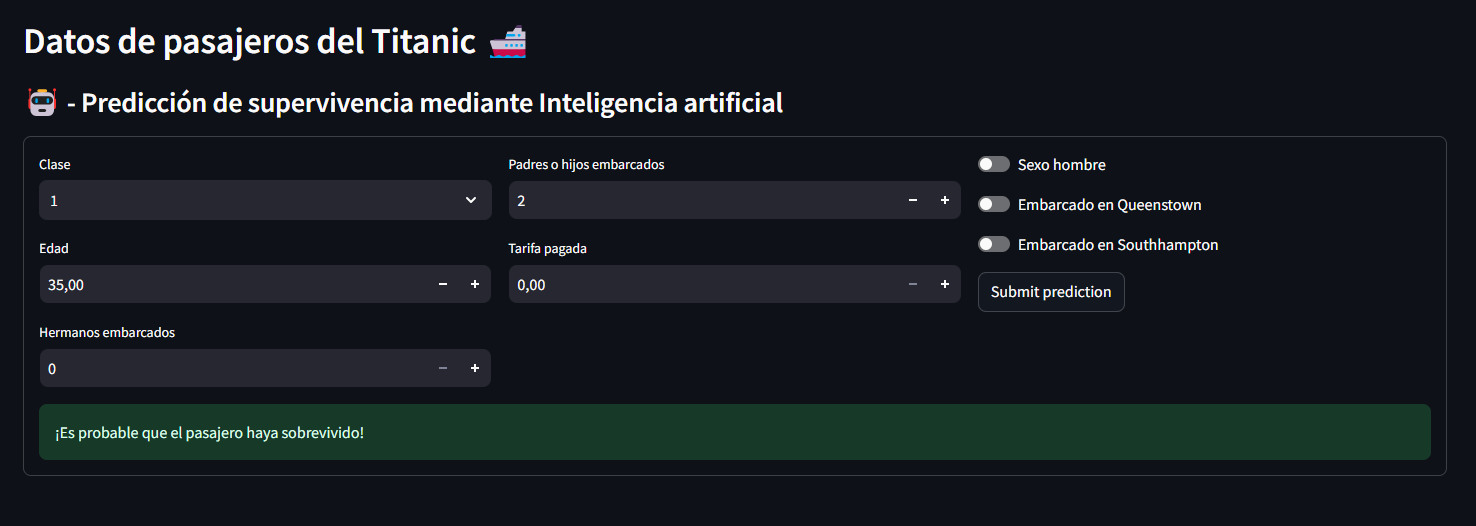 Datos de pasajeros del Titanic 🚢
🤖 - Predicción de supervivencia mediante Inteligencia artificial
Clase
1
Edad
35,00
Hermanos embarcados
0
Padres o hijos embarcados
2
Tarifa pagada
0,00
Sexo hombre
Embarcado en Queenstown
Embarcado en Southhampton
Submit prediction
¡Es probable que el pasajero haya sobrevivido!